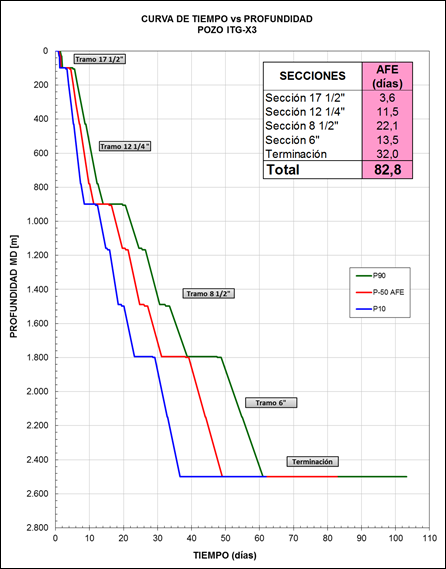 CURVA DE TIEMPO vs PROFUNDIDAD
POZO ITG-X3
SECCIONES AFE (días)
Sección 17 1/2" 3,6
Sección 12 1/4" 11,5
Sección 8 1/2" 22,1
Sección 6" 13,5
Terminación 32,0
Total 82,8
Tramo 17 1/2"
Tramo 12 1/4 "
Tramo 8 1/2"
Tramo 6"
Terminación
P90
P-50 AFE
P10
PROFUNDIDAD MD [m]
0
200
400
600
800
1.000
1.200
1.400
1.600
1.800
2.000
2.200
2.400
2.600
2.800
0 10 20 30 40 50 60 70 80 90 100 110
TIEMPO (días)